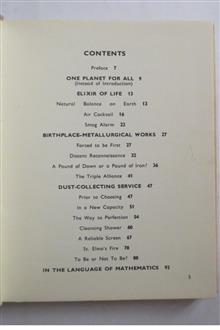 CONTENTS
Preface 7
ONE PLANET FOR ALL 9
(Instead of Introduction)
ELIXIR OF LIFE 13
Natural Balance on Earth 13
Air Cocktail 16
Smog Alarm 22
BIRTHPLACE—METALLURGICAL WORKS 27
Forced to be First 27
Distant Reconnaissance 32
A Pound of Down or a Pound of Iron? 36
The Triple Alliance 41
DUST-COLLECTING SERVICE 47
Prior to Choosing 47
In a New Capacity 51
The Way to Perfection 54
Cleansing Shower 60
A Reliable Screen 67
St. Elmo's Fire 78
To Be or Not To Be? 88
IN THE LANGUAGE OF MATHEMATICS 92
5